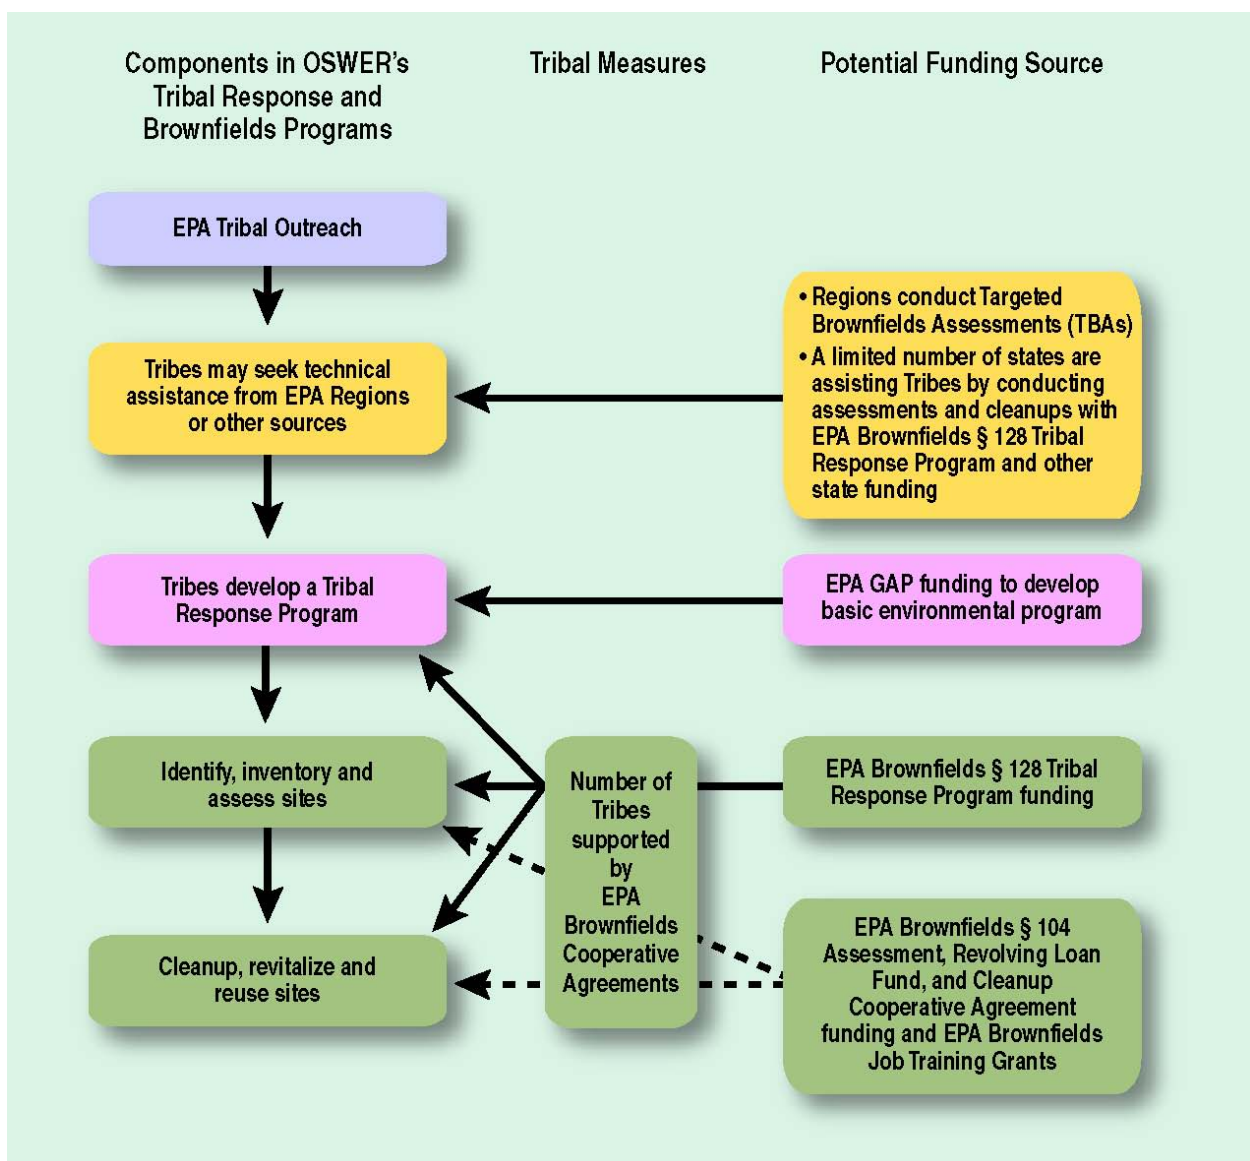 Components in OSWER's
Tribal Response and
Brownfields Programs
Tribal Measures
Potential Funding Source
EPA Tribal Outreach
Tribes may seek technical
assistance from EPA Regions
or other sources
• Regions conduct Targeted
Brownfields Assessments (TBAs)
• A limited number of states are
assisting Tribes by conducting
assessments and cleanups with
EPA Brownfields § 128 Tribal
Response Program and other
state funding
Tribes develop a Tribal
Response Program
EPA GAP funding to develop
basic environmental program
Identify, inventory and
assess sites
Number of
Tribes
supported
by
EPA
Brownfields
Cooperative
Agreements
EPA Brownfields § 128 Tribal
Response Program funding
Cleanup, revitalize and
reuse sites
EPA Brownfields § 104
Assessment, Revolving Loan
Fund, and Cleanup
Cooperative Agreement
funding and EPA Brownfields
Job Training Grants